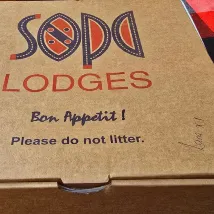 sopa
LODGES
Bon Appetit!
Please do not litter.